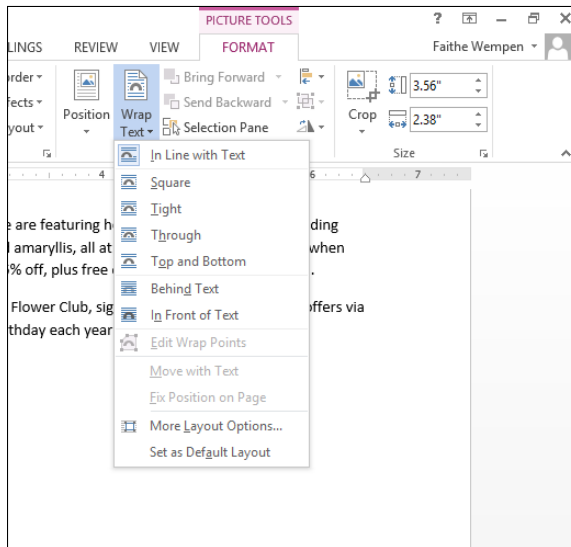 PICTURE TOOLS ?
LINGS REVIEW VIEW FORMAT Faithe Wempen
order Bring Forward 3.56"
fects Position Wrap Text Send Backward Crop 2.38"
yout Selection Pane
Size
In Line with Text
4 6 7
Square
Tight
Through
Top and Bottom
Behind Text
In Front of Text
Edit Wrap Points
Move with Text
Fix Position on Page
More Layout Options...
Set as Default Layout
e are featuring h ding
l amaryllis, all at when
% off, plus free .
Flower Club, sig offers via
thday each year